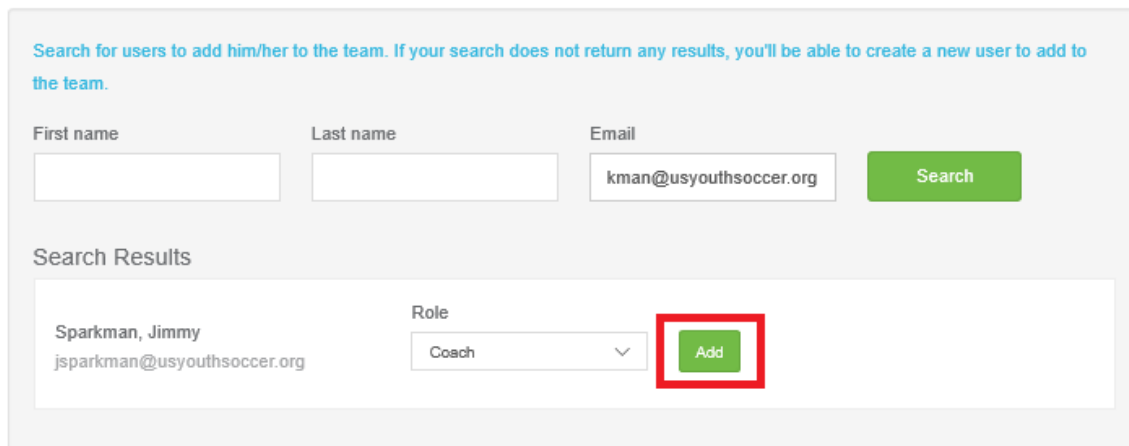 Search for users to add him/her to the team. If your search does not return any results, you'll be able to create a new user to add to
the team.
First name
Last name
Email
kman@usyouthsoccer.org
Search
Search Results
Sparkman, Jimmy
jsparkman@usyouthsoccer.org
Role
Coach
Add